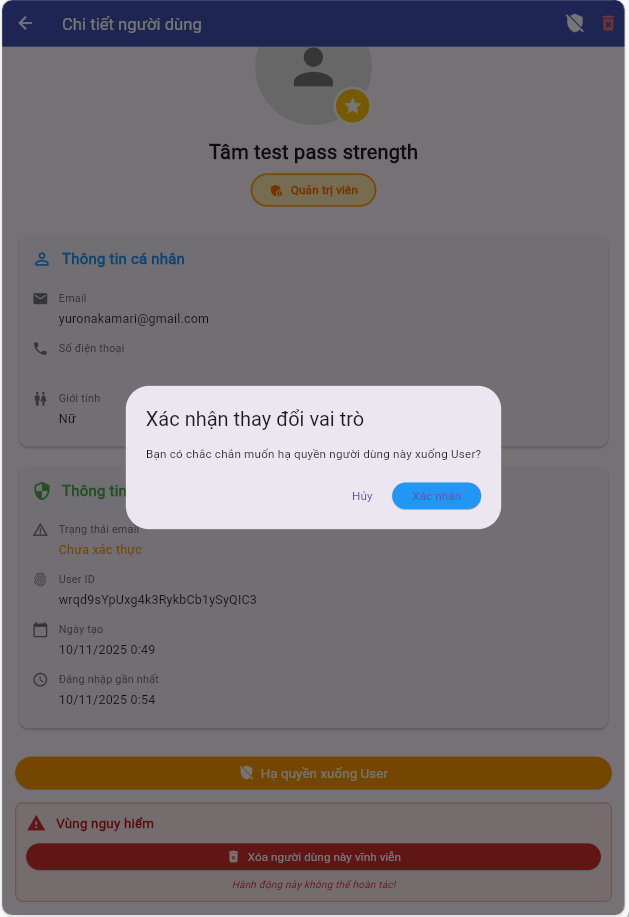 Chi tiết người dùng
Tâm test pass strength
Quản trị viên
Thông tin cá nhân
Email
yuronakamari@gmail.com
Số điện thoại
Giới tính
Nữ
Xác nhận thay đổi vai trò
Bạn có chắc chắn muốn hạ quyền người dùng này xuống User?
Hủy
Xác nhận
Thông tin
Trạng thái email
Chưa xác thực
User ID
wrqd9sYpUxg4k3RykbCb1ySyQIC3
Ngày tạo
10/11/2025 0:49
Đăng nhập gần nhất
10/11/2025 0:54
Hạ quyền xuống User
Vùng nguy hiểm
Xóa người dùng này vĩnh viễn
Hành động này không thể hoàn tác!